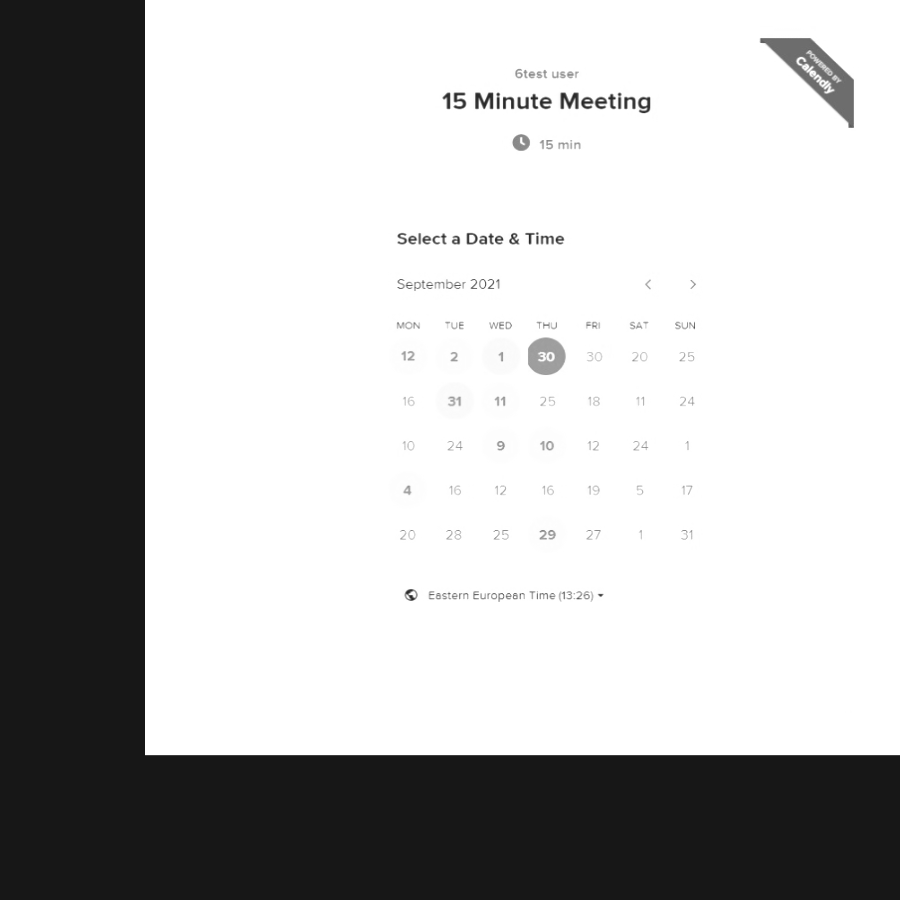 6test user
15 Minute Meeting
15 min
POWERED BY
Calendly
Select a Date & Time
September 2021
MON TUE WED THU FRI SAT SUN
12 2 1 30 30 20 25
16 31 11 25 18 11 24
10 24 9 10 12 24 1
4 16 12 16 19 5 17
20 28 25 29 27 1 31
Eastern European Time (13:26)